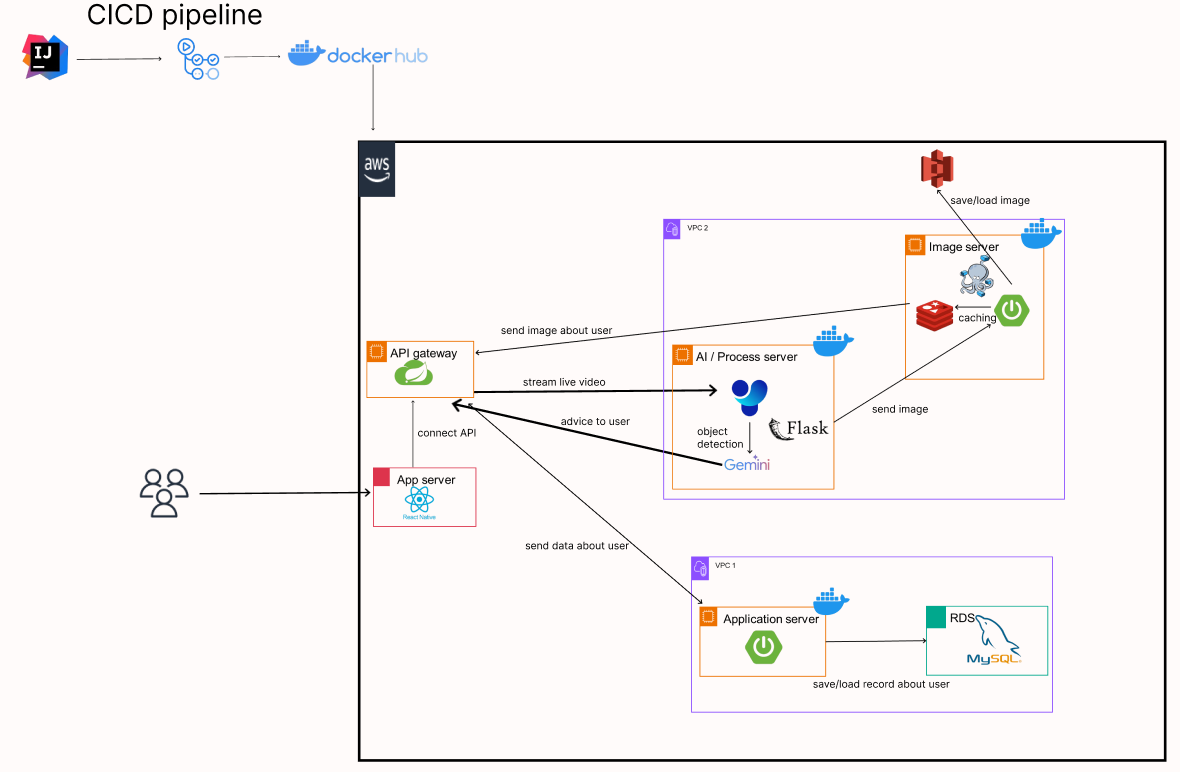 CICD pipeline
IJ
docker hub
aws
save/load image
VPC 2
Image server
caching
send image about user
API gateway
AI / Process server
stream live video
send image
advice to user
Flask
object
detection
connect API
Gemini
App server
React Native
send data about user
VPC 1
Application server
RDS
MySQL
save/load record about user